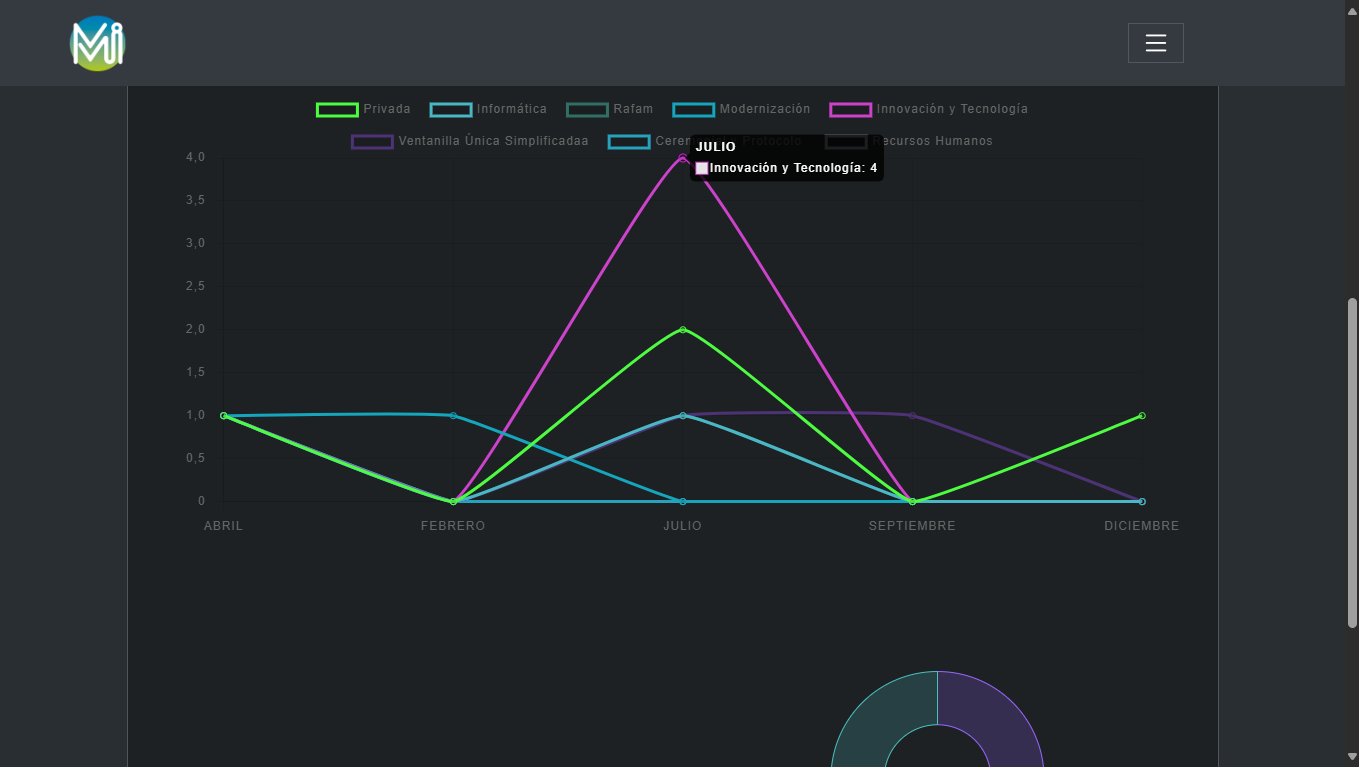 Mi
Privada Informática Rafam Modernización Innovación y Tecnología
Ventanilla Única Simplificadaa Protocolo Recursos Humanos
JULIO
Innovación y Tecnología: 4
4,0
3,5
3,0
2,5
2,0
1,5
1,0
0,5
0
ABRIL FEBRERO JULIO SEPTIEMBRE DICIEMBRE